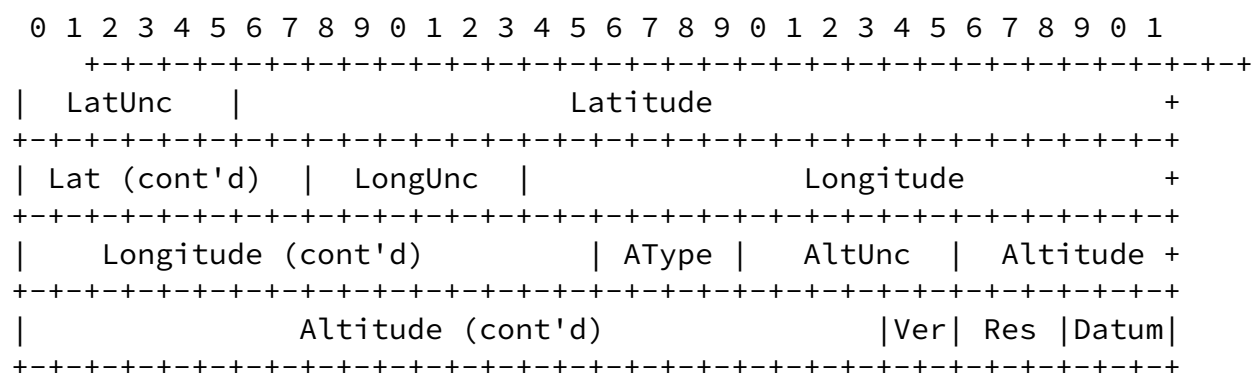 0 1 2 3 4 5 6 7 8 9 0 1 2 3 4 5 6 7 8 9 0 1 2 3 4 5 6 7 8 9 0 1
+-+-+-+-+-+-+-+-+-+-+-+-+-+-+-+-+-+-+-+-+-+-+-+-+-+-+-+-+-+-+-+-+
|  LatUnc   |                  Latitude                         +
+-+-+-+-+-+-+-+-+-+-+-+-+-+-+-+-+-+-+-+-+-+-+-+-+-+-+-+-+-+-+-+-+
| Lat (cont'd)  |  LongUnc  |               Longitude           +
+-+-+-+-+-+-+-+-+-+-+-+-+-+-+-+-+-+-+-+-+-+-+-+-+-+-+-+-+-+-+-+-+
|    Longitude (cont'd)         | AType |   AltUnc  |  Altitude +
+-+-+-+-+-+-+-+-+-+-+-+-+-+-+-+-+-+-+-+-+-+-+-+-+-+-+-+-+-+-+-+-+
|               Altitude (cont'd)               |Ver| Res |Datum|
+-+-+-+-+-+-+-+-+-+-+-+-+-+-+-+-+-+-+-+-+-+-+-+-+-+-+-+-+-+-+-+-+